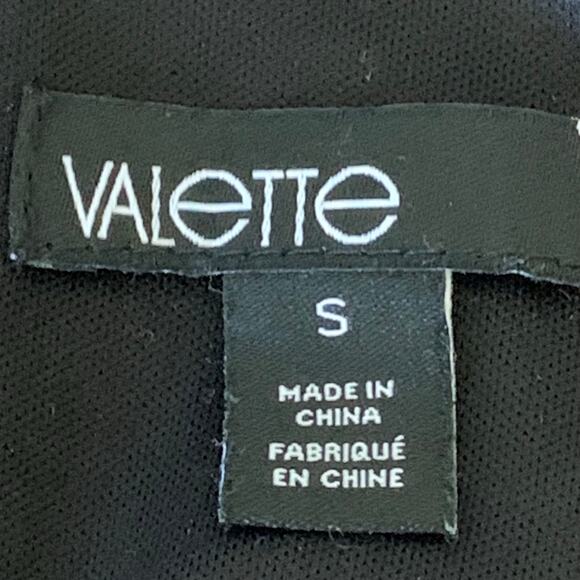 VALeTTe
S
MADE IN
CHINA
FABRIQUÉ
EN CHINE